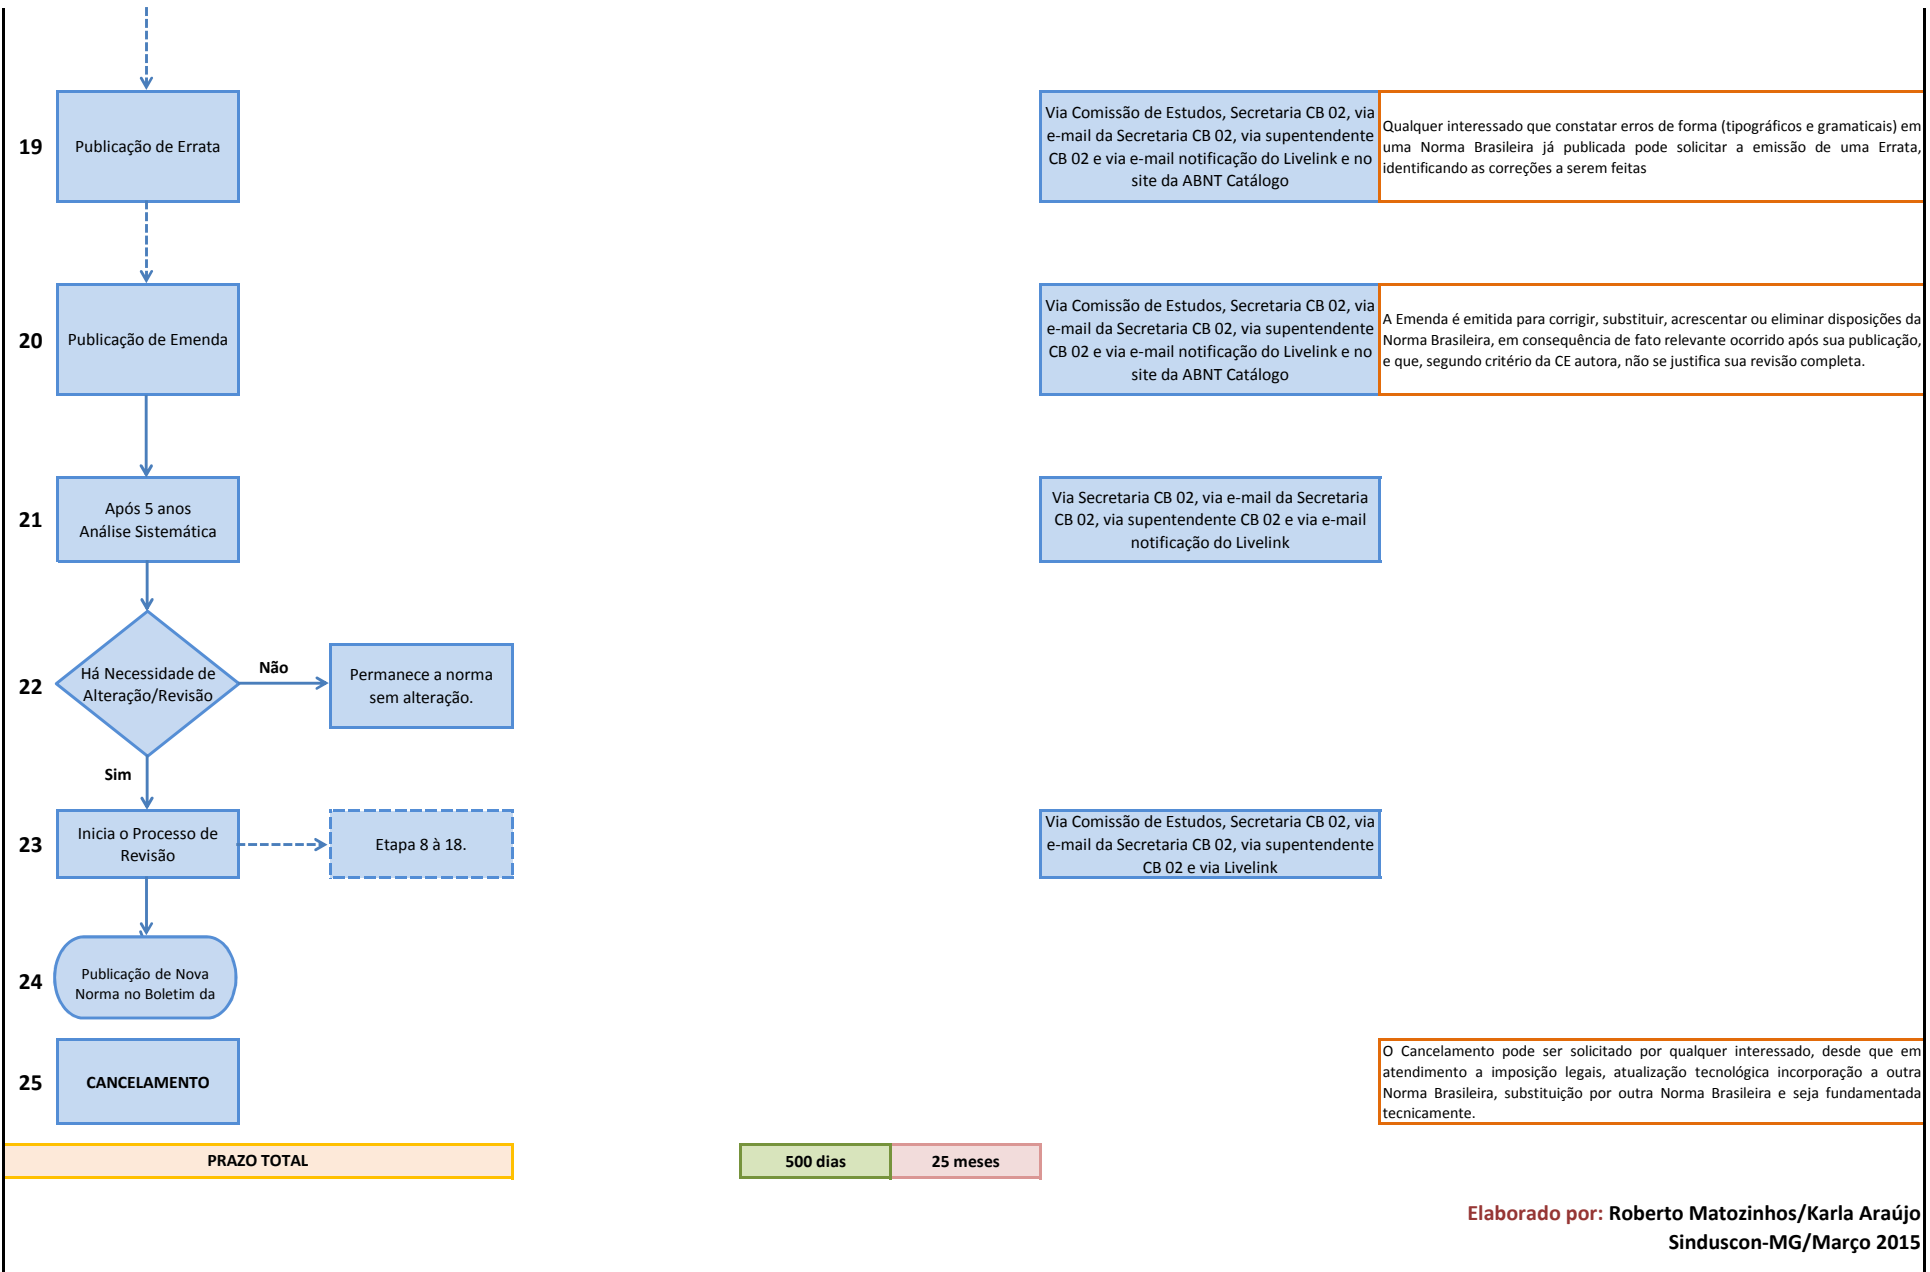 19
Publicação de Errata
Via Comissão de Estudos, Secretaria CB 02, via
e-mail da Secretaria CB 02, via supentendente
CB 02 e via e-mail notificação do Livelink e no
site da ABNT Catálogo
Qualquer interessado que constatar erros de forma (tipográficos e gramaticais) em
uma Norma Brasileira já publicada pode solicitar a emissão de uma Errata,
identificando as correções a serem feitas
20
Publicação de Emenda
Via Comissão de Estudos, Secretaria CB 02, via
e-mail da Secretaria CB 02, via supentendente
CB 02 e via e-mail notificação do Livelink e no
site da ABNT Catálogo
A Emenda é emitida para corrigir, substituir, acrescentar ou eliminar disposições da
Norma Brasileira, em consequência de fato relevante ocorrido após sua publicação,
e que, segundo critério da CE autora, não se justifica sua revisão completa.
21
Após 5 anos
Análise Sistemática
Via Secretaria CB 02, via e-mail da Secretaria
CB 02, via supentendente CB 02 e via e-mail
notificação do Livelink
22
Há Necessidade de
Alteração/Revisão
Não
Permanece a norma
sem alteração.
Sim
23
Inicia o Processo de
Revisão
Etapa 8 à 18.
Via Comissão de Estudos, Secretaria CB 02, via
e-mail da Secretaria CB 02, via supentendente
CB 02 e via Livelink
24
Publicação de Nova
Norma no Boletim da
25
CANCELAMENTO
O Cancelamento pode ser solicitado por qualquer interessado, desde que em
atendimento a imposição legais, atualização tecnológica incorporação a outra
Norma Brasileira, substituição por outra Norma Brasileira e seja fundamentada
tecnicamente.
PRAZO TOTAL
500 dias
25 meses
Elaborado por: Roberto Matozinhos/Karla Araújo
Sinduscon-MG/Março 2015